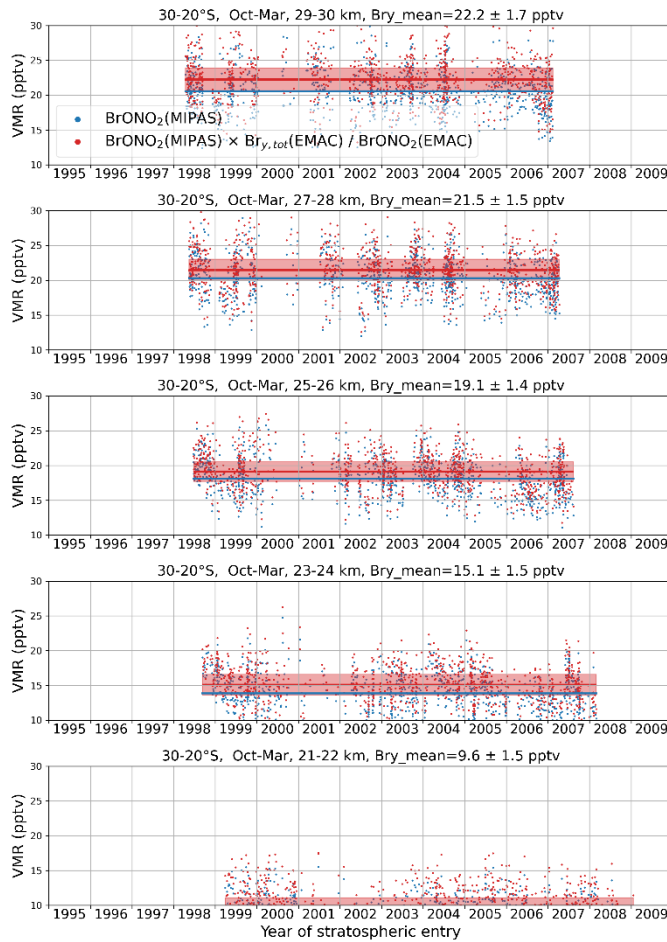 30-20°S, Oct-Mar, 29-30 km, Bry_mean=22.2 ± 1.7 pptv
VMR (pptv)
30
25
20
15
10
BrONO₂(MIPAS)
BrONO₂(MIPAS) × Brᵧ,tot(EMAC) / BrONO₂(EMAC)
1995 1996 1997 1998 1999 2000 2001 2002 2003 2004 2005 2006 2007 2008 2009
30-20°S, Oct-Mar, 27-28 km, Bry_mean=21.5 ± 1.5 pptv
VMR (pptv)
30
25
20
15
10
1995 1996 1997 1998 1999 2000 2001 2002 2003 2004 2005 2006 2007 2008 2009
30-20°S, Oct-Mar, 25-26 km, Bry_mean=19.1 ± 1.4 pptv
VMR (pptv)
30
25
20
15
10
1995 1996 1997 1998 1999 2000 2001 2002 2003 2004 2005 2006 2007 2008 2009
30-20°S, Oct-Mar, 23-24 km, Bry_mean=15.1 ± 1.5 pptv
VMR (pptv)
30
25
20
15
10
1995 1996 1997 1998 1999 2000 2001 2002 2003 2004 2005 2006 2007 2008 2009
30-20°S, Oct-Mar, 21-22 km, Bry_mean=9.6 ± 1.5 pptv
VMR (pptv)
30
25
20
15
10
1995 1996 1997 1998 1999 2000 2001 2002 2003 2004 2005 2006 2007 2008 2009
Year of stratospheric entry